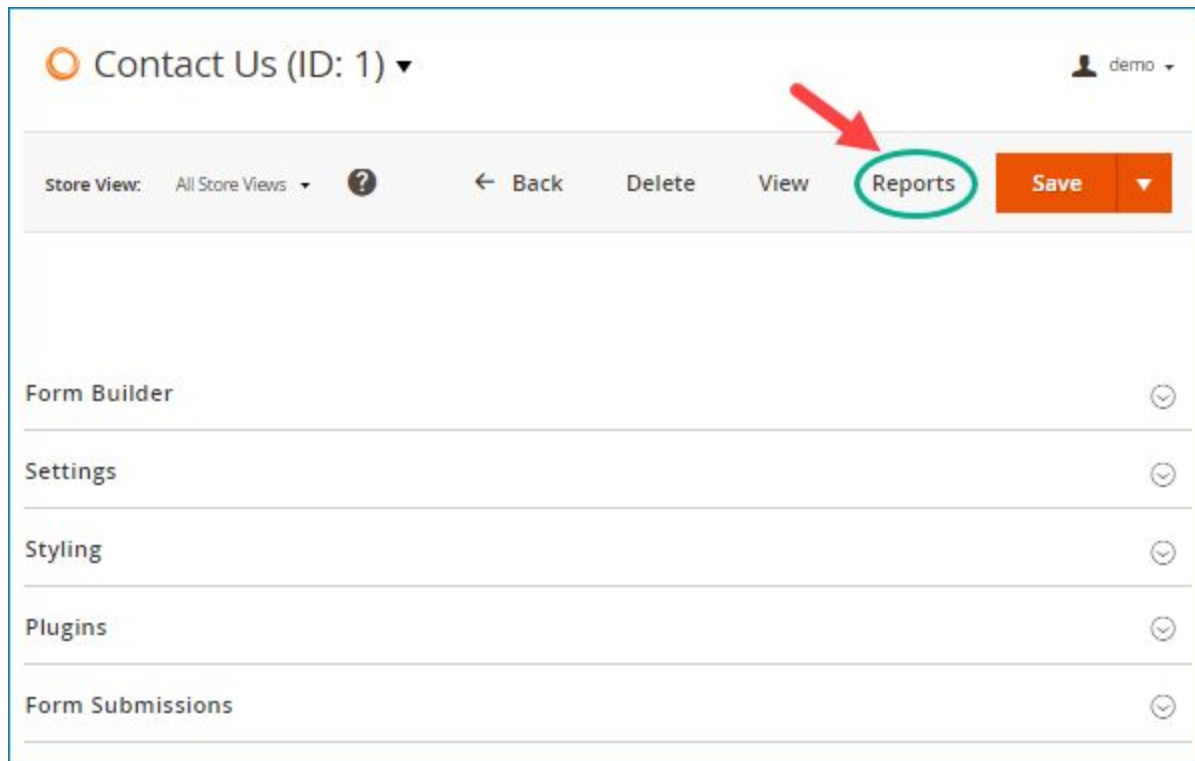 Contact Us (ID: 1)
demo
Store View: All Store Views ? ← Back Delete View Reports Save
Form Builder
Settings
Styling
Plugins
Form Submissions